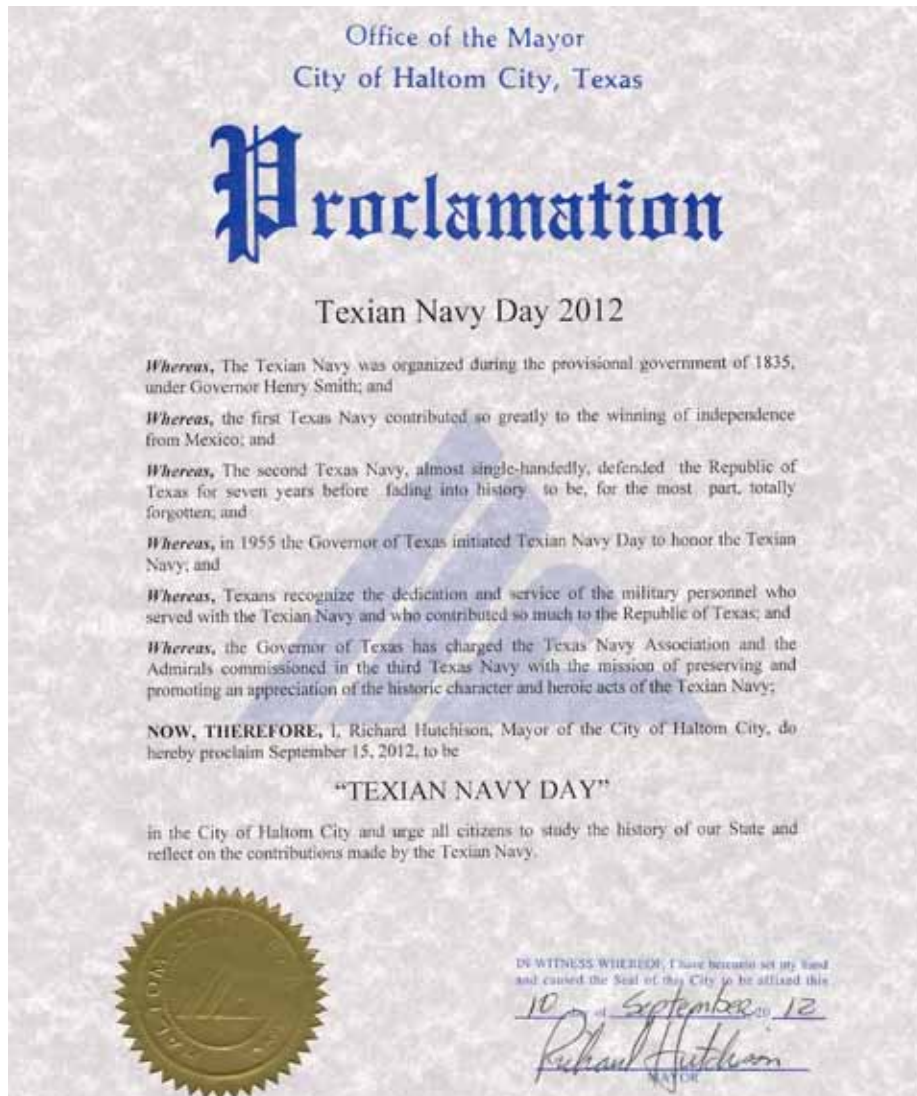 Office of the Mayor
City of Haltom City, Texas
Proclamation
Texian Navy Day 2012
Whereas, The Texian Navy was organized during the provisional government of 1835,
under Governor Henry Smith; and
Whereas, the first Texas Navy contributed so greatly to the winning of independence
from Mexico; and
Whereas, The second Texas Navy, almost single-handedly, defended the Republic of
Texas for seven years before fading into history to be, for the most part, totally
forgotten; and
Whereas, in 1955 the Governor of Texas initiated Texian Navy Day to honor the Texian
Navy; and
Whereas, Texans recognize the dedication and service of the military personnel who
served with the Texian Navy and who contributed so much to the Republic of Texas; and
Whereas, the Governor of Texas has charged the Texas Navy Association and the
Admirals commissioned in the third Texas Navy with the mission of preserving and
promoting an appreciation of the historic character and heroic acts of the Texian Navy;
NOW, THEREFORE, I, Richard Hutchison, Mayor of the City of Haltom City, do
hereby proclaim September 15, 2012, to be
“TEXIAN NAVY DAY”
in the City of Haltom City and urge all citizens to study the history of our State and
reflect on the contributions made by the Texian Navy.
IN WITNESS WHEREOF, I have hereunto set my hand
and caused the Seal of this City to be affixed this
10 of September 20 12
Richard Hutchison
MAYOR